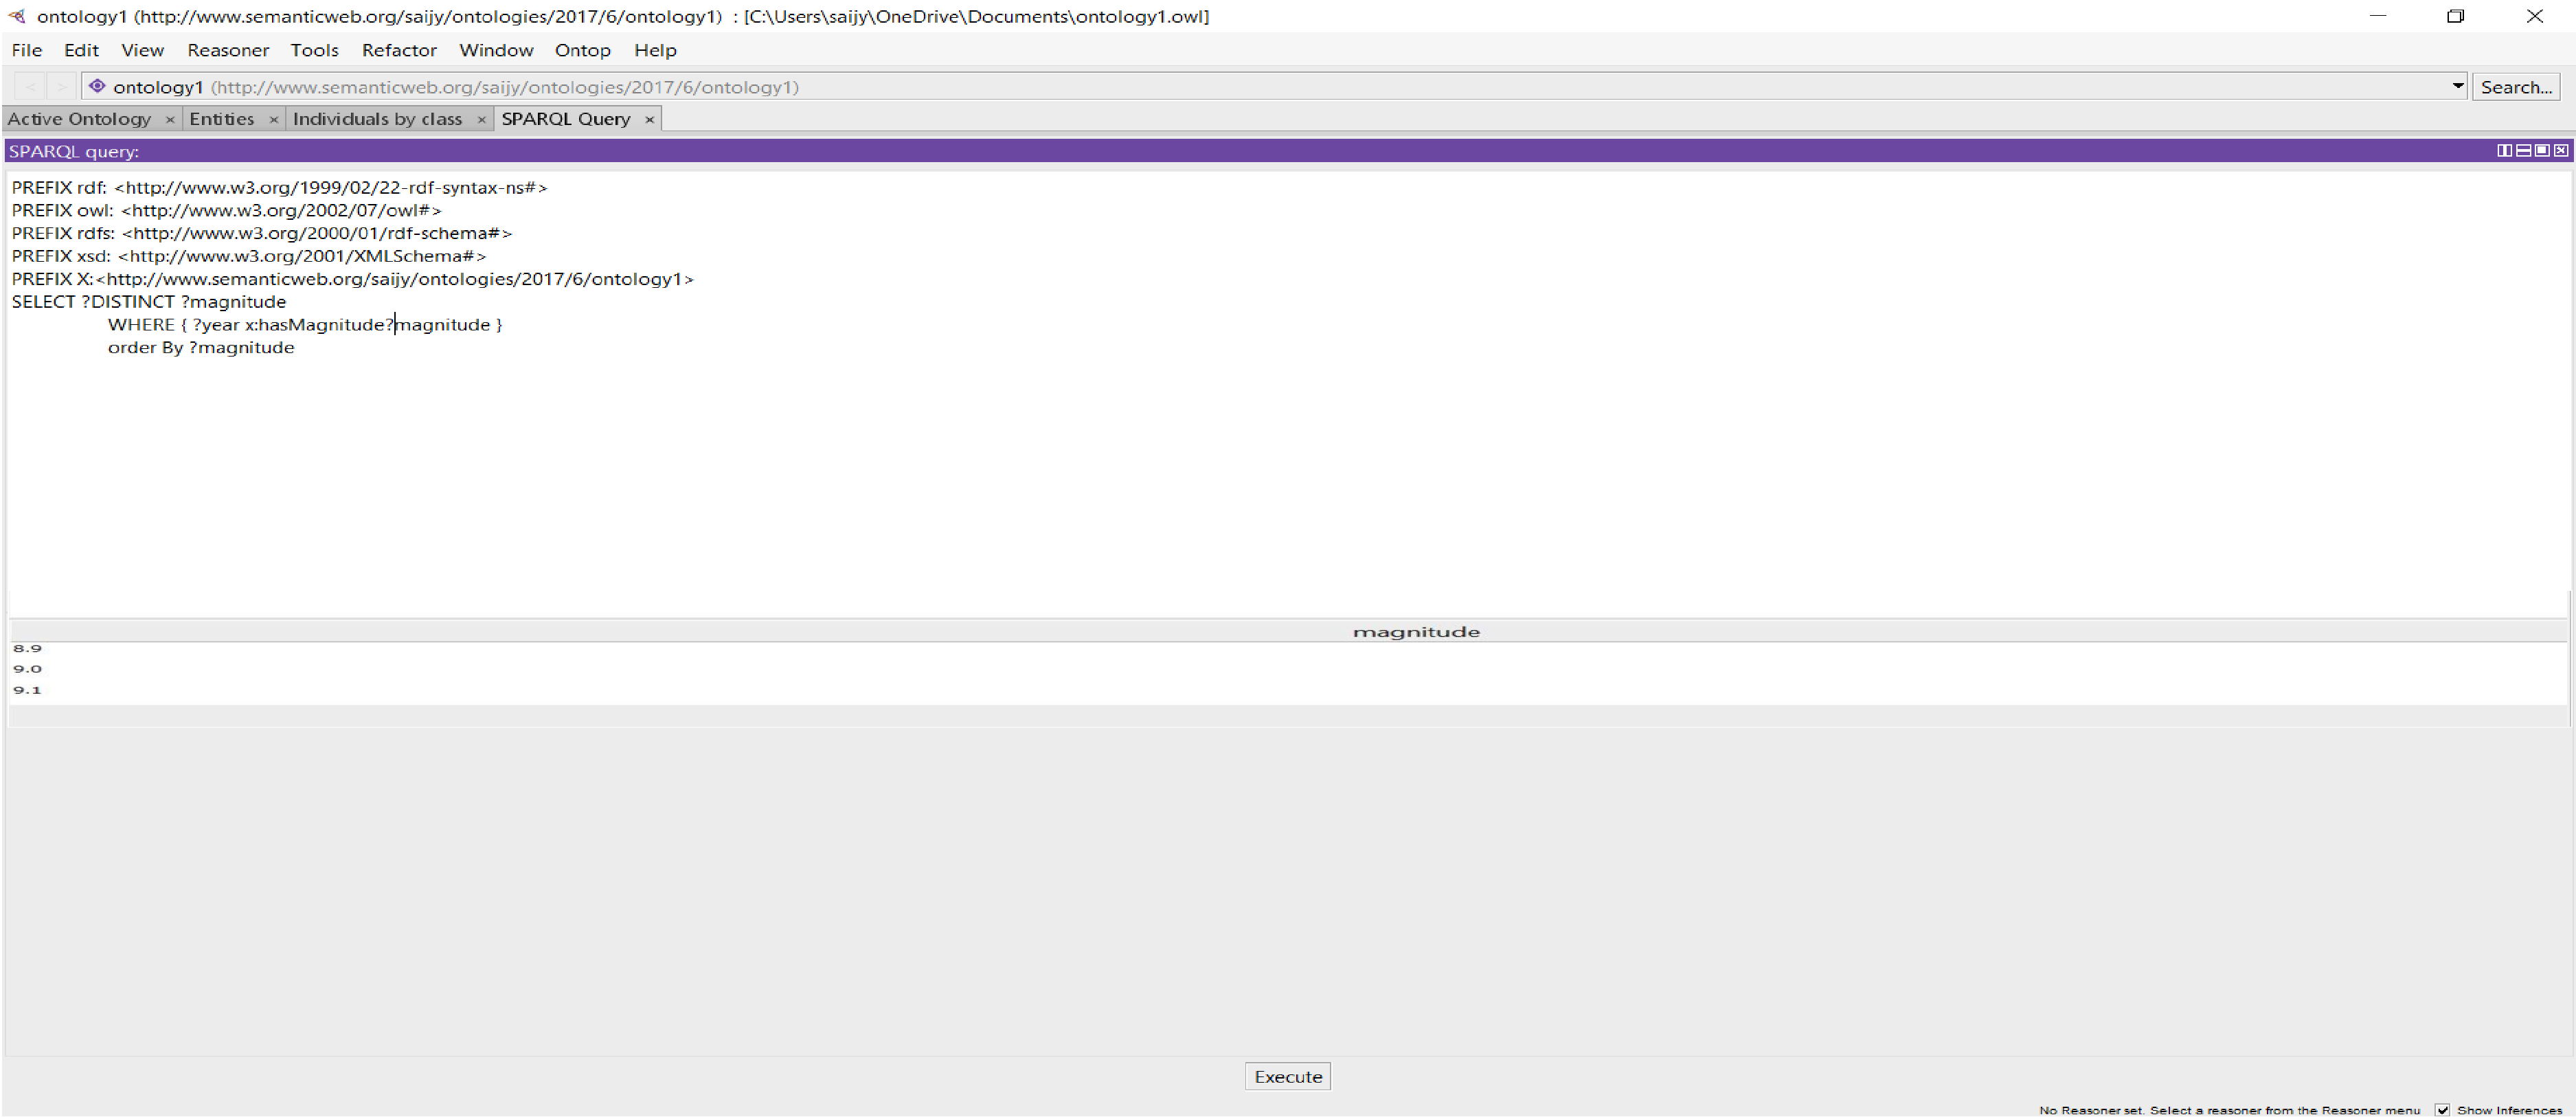 ontology1 (http://www.semanticweb.org/saijy/ontologies/2017/6/ontology1) : [C:\Users\saijy\OneDrive\Documents\ontology1.owl]
File Edit View Reasoner Tools Refactor Window Ontop Help
< > ontology1 (http://www.semanticweb.org/saijy/ontologies/2017/6/ontology1) Search...
Active Ontology × Entities × Individuals by class × SPARQL Query ×
SPARQL query:
PREFIX rdf: <http://www.w3.org/1999/02/22-rdf-syntax-ns#>
PREFIX owl: <http://www.w3.org/2002/07/owl#>
PREFIX rdfs: <http://www.w3.org/2000/01/rdf-schema#>
PREFIX xsd: <http://www.w3.org/2001/XMLSchema#>
PREFIX X:<http://www.semanticweb.org/saijy/ontologies/2017/6/ontology1>
SELECT ?DISTINCT ?magnitude
WHERE { ?year x:hasMagnitude?magnitude }
order By ?magnitude
magnitude
8.9
9.0
9.1
Execute
No Reasoner set. Select a reasoner from the Reasoner menu Show Inferences